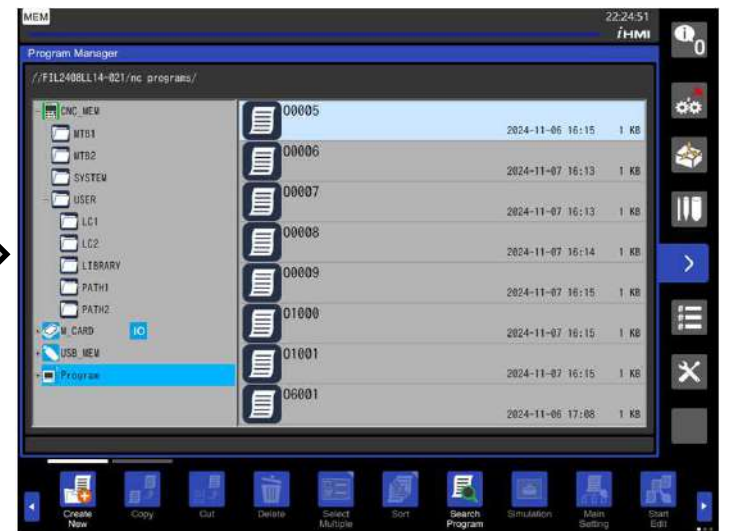 MEM
22:24:51
iHMI
0
Program Manager
//FIL2408LL14-021/nc programs/
CNC_MEM
MTB1
MTB2
SYSTEM
USER
LC1
LC2
LIBRARY
PATH1
PATH2
M_CARD IO
USB_MEM
Program
O0005
2024-11-06 16:15 1 KB
O0006
2024-11-07 16:13 1 KB
O0007
2024-11-07 16:13 1 KB
O0008
2024-11-07 16:14 1 KB
O0009
2024-11-07 16:15 1 KB
O1000
2024-11-07 16:15 1 KB
O1001
2024-11-07 16:15 1 KB
O6001
2024-11-06 17:08 1 KB
Create New
Copy
Cut
Delete
Select Multiple
Sort
Search Program
Simulation
Main Setting
Start Edit